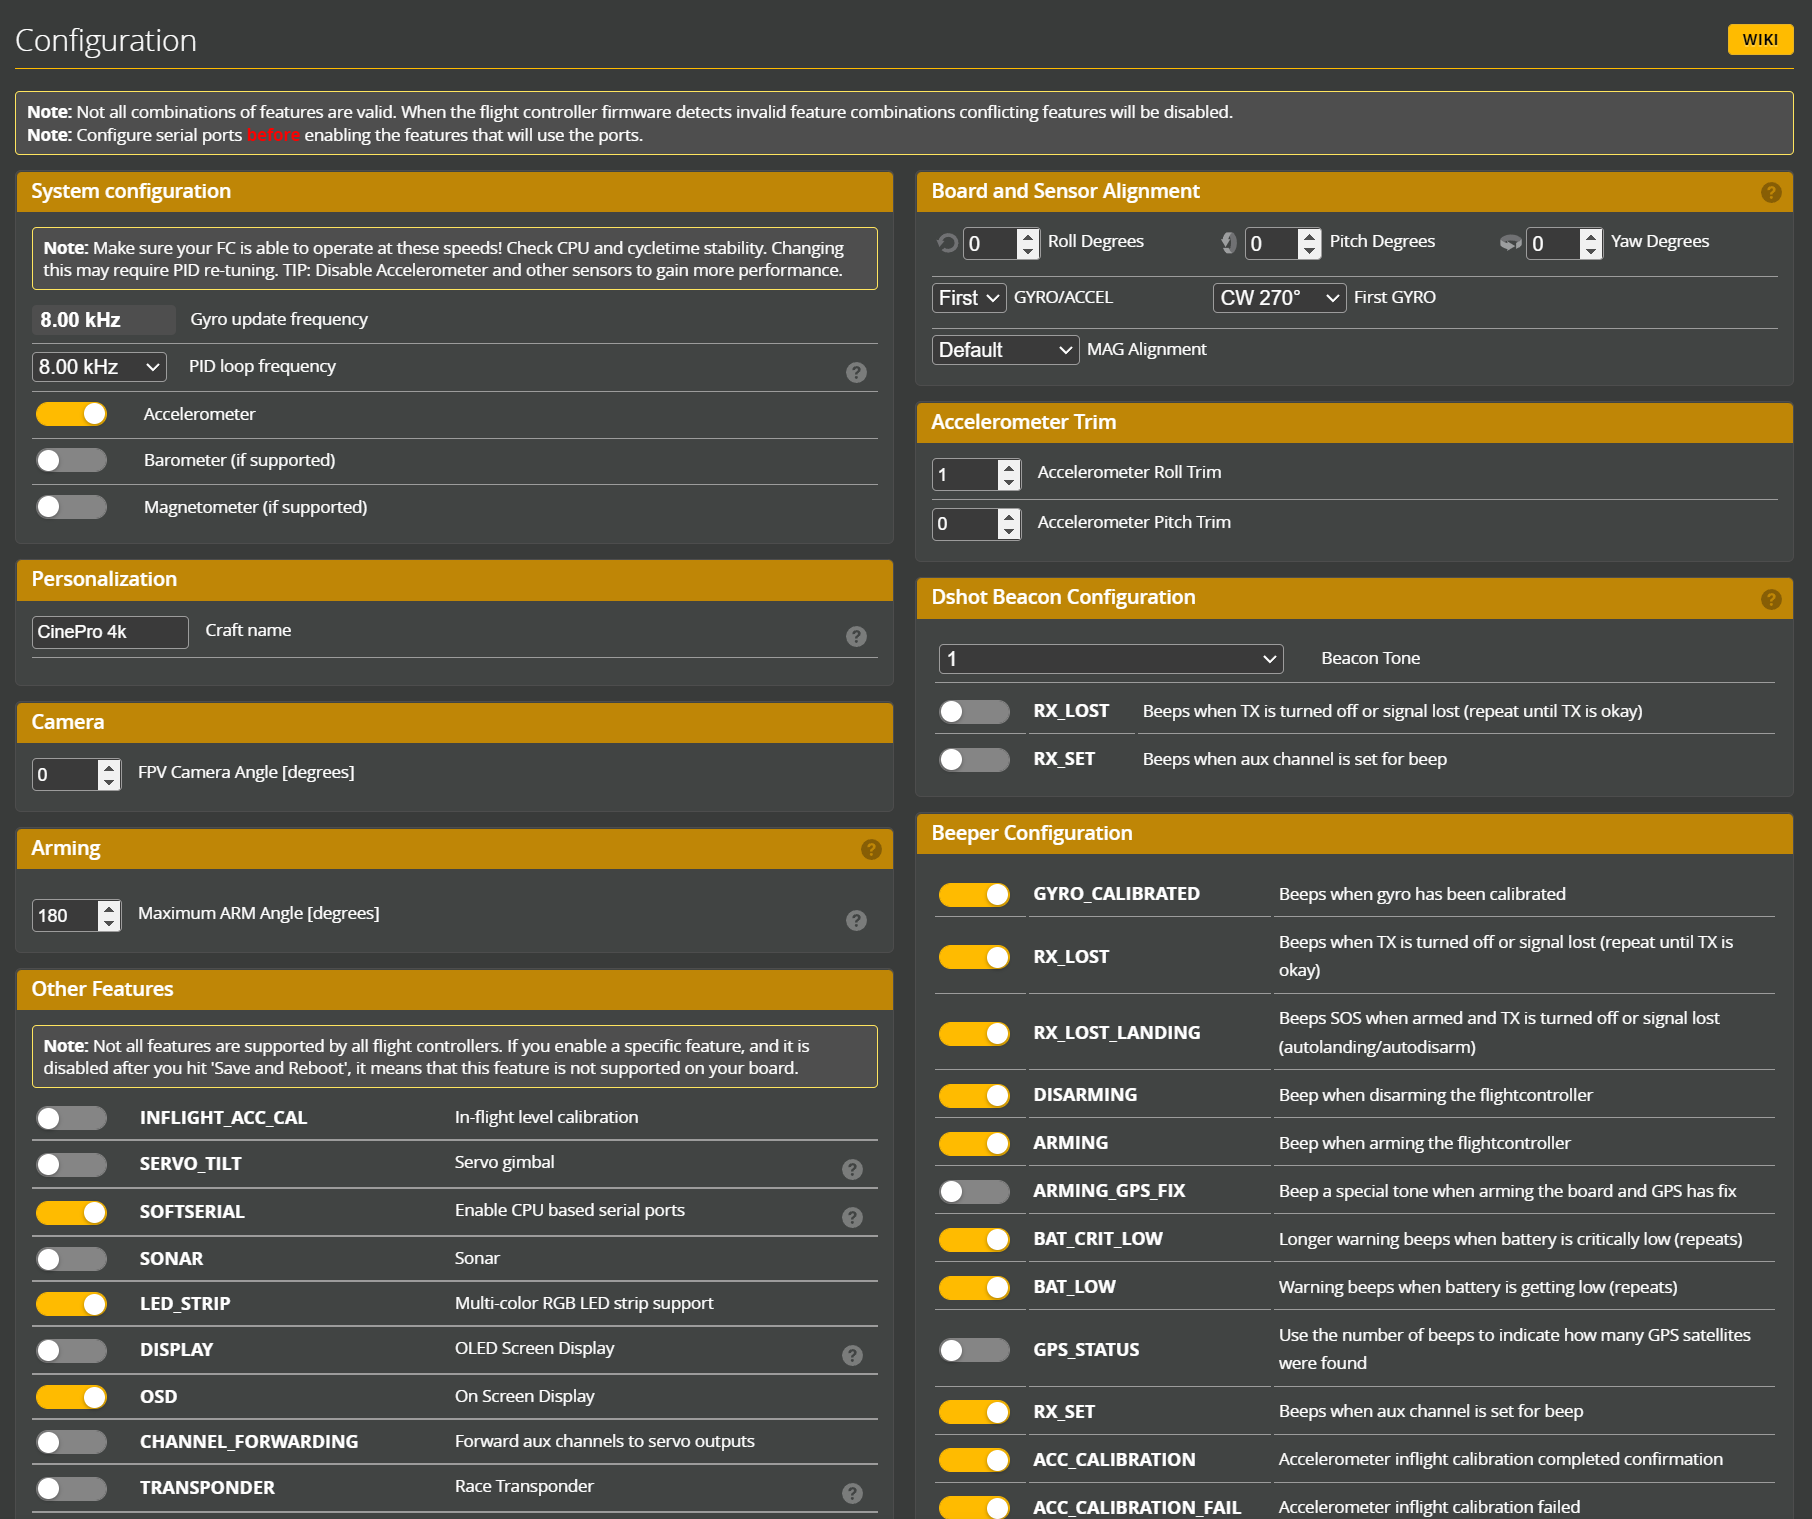 Configuration
WIKI
Note: Not all combinations of features are valid. When the flight controller firmware detects invalid feature combinations conflicting features will be disabled.
Note: Configure serial ports before enabling the features that will use the ports.
System configuration
Note: Make sure your FC is able to operate at these speeds! Check CPU and cycletime stability. Changing
this may require PID re-tuning. TIP: Disable Accelerometer and other sensors to gain more performance.
8.00 kHz Gyro update frequency
8.00 kHz PID loop frequency ?
Accelerometer
Barometer (if supported)
Magnetometer (if supported)
Personalization
CinePro 4k Craft name ?
Camera
0 FPV Camera Angle [degrees]
Arming ?
180 Maximum ARM Angle [degrees] ?
Other Features
Note: Not all features are supported by all flight controllers. If you enable a specific feature, and it is
disabled after you hit 'Save and Reboot', it means that this feature is not supported on your board.
INFLIGHT_ACC_CAL In-flight level calibration
SERVO_TILT Servo gimbal ?
SOFTSERIAL Enable CPU based serial ports ?
SONAR Sonar
LED_STRIP Multi-color RGB LED strip support
DISPLAY OLED Screen Display ?
OSD On Screen Display
CHANNEL_FORWARDING Forward aux channels to servo outputs
TRANSPONDER Race Transponder ?
Board and Sensor Alignment ?
0 Roll Degrees 0 Pitch Degrees 0 Yaw Degrees
First GYRO/ACCEL CW 270° First GYRO
Default MAG Alignment
Accelerometer Trim
1 Accelerometer Roll Trim
0 Accelerometer Pitch Trim
Dshot Beacon Configuration ?
1 Beacon Tone
RX_LOST Beeps when TX is turned off or signal lost (repeat until TX is okay)
RX_SET Beeps when aux channel is set for beep
Beeper Configuration
GYRO_CALIBRATED Beeps when gyro has been calibrated
RX_LOST Beeps when TX is turned off or signal lost (repeat until TX is
okay)
RX_LOST_LANDING Beeps SOS when armed and TX is turned off or signal lost
(autolanding/autodisarm)
DISARMING Beep when disarming the flightcontroller
ARMING Beep when arming the flightcontroller
ARMING_GPS_FIX Beep a special tone when arming the board and GPS has fix
BAT_CRIT_LOW Longer warning beeps when battery is critically low (repeats)
BAT_LOW Warning beeps when battery is getting low (repeats)
GPS_STATUS Use the number of beeps to indicate how many GPS satellites
were found
RX_SET Beeps when aux channel is set for beep
ACC_CALIBRATION Accelerometer inflight calibration completed confirmation
ACC_CALIBRATION_FAIL Accelerometer inflight calibration failed